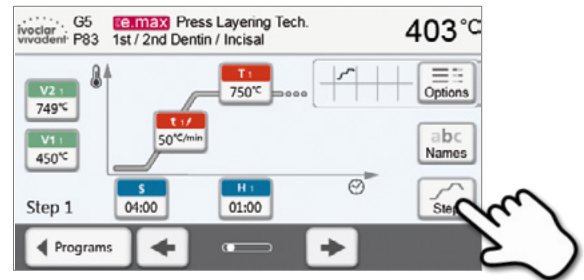 ivoclar vivadent G5 P83 IPS e.max Press Layering Tech. 1st / 2nd Dentin / Incisal 403°C
V2 1 749°C
V1 1 450°C
T 1 750°C
t 1 50°C/min
S 04:00
H 1 01:00
Step 1
Options
abc Names
Step
Programs